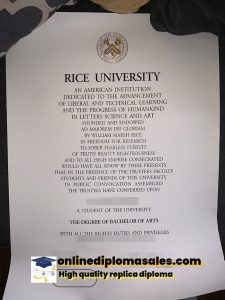 RICE UNIVERSITY
AN AMERICAN INSTITUTION
DEDICATED TO THE ADVANCEMENT
OF LIBERAL AND TECHNICAL LEARNING
AND THE PROGRESS OF HUMANKIND
IN LETTERS SCIENCE AND ART
FOUNDED AND ENDOWED
AD MAIOREM DEI GLORIAM
BY WILLIAM MARSH RICE
IN FREEDOM FOR RESEARCH
TO SOBER FEARLESS PURSUIT
OF TRUTH BEAUTY RIGHTEOUSNESS
AND TO ALL HIGH EMPRISE CONSECRATED
WOULD HAVE ALL KNOW BY THESE PRESENTS
THAT IN THE PRESENCE OF THE TRUSTEES FACULTY
STUDENTS AND FRIENDS OF THE UNIVERSITY
IN PUBLIC CONVOCATION ASSEMBLED
THE TRUSTEES HAVE CONFERRED UPON
A STUDENT OF THE UNIVERSITY
THE DEGREE OF BACHELOR OF ARTS
WITH ALL THE RIGHTS DUTIES AND PRIVILEGES
onlinediplomasales.com
High quality replica diploma